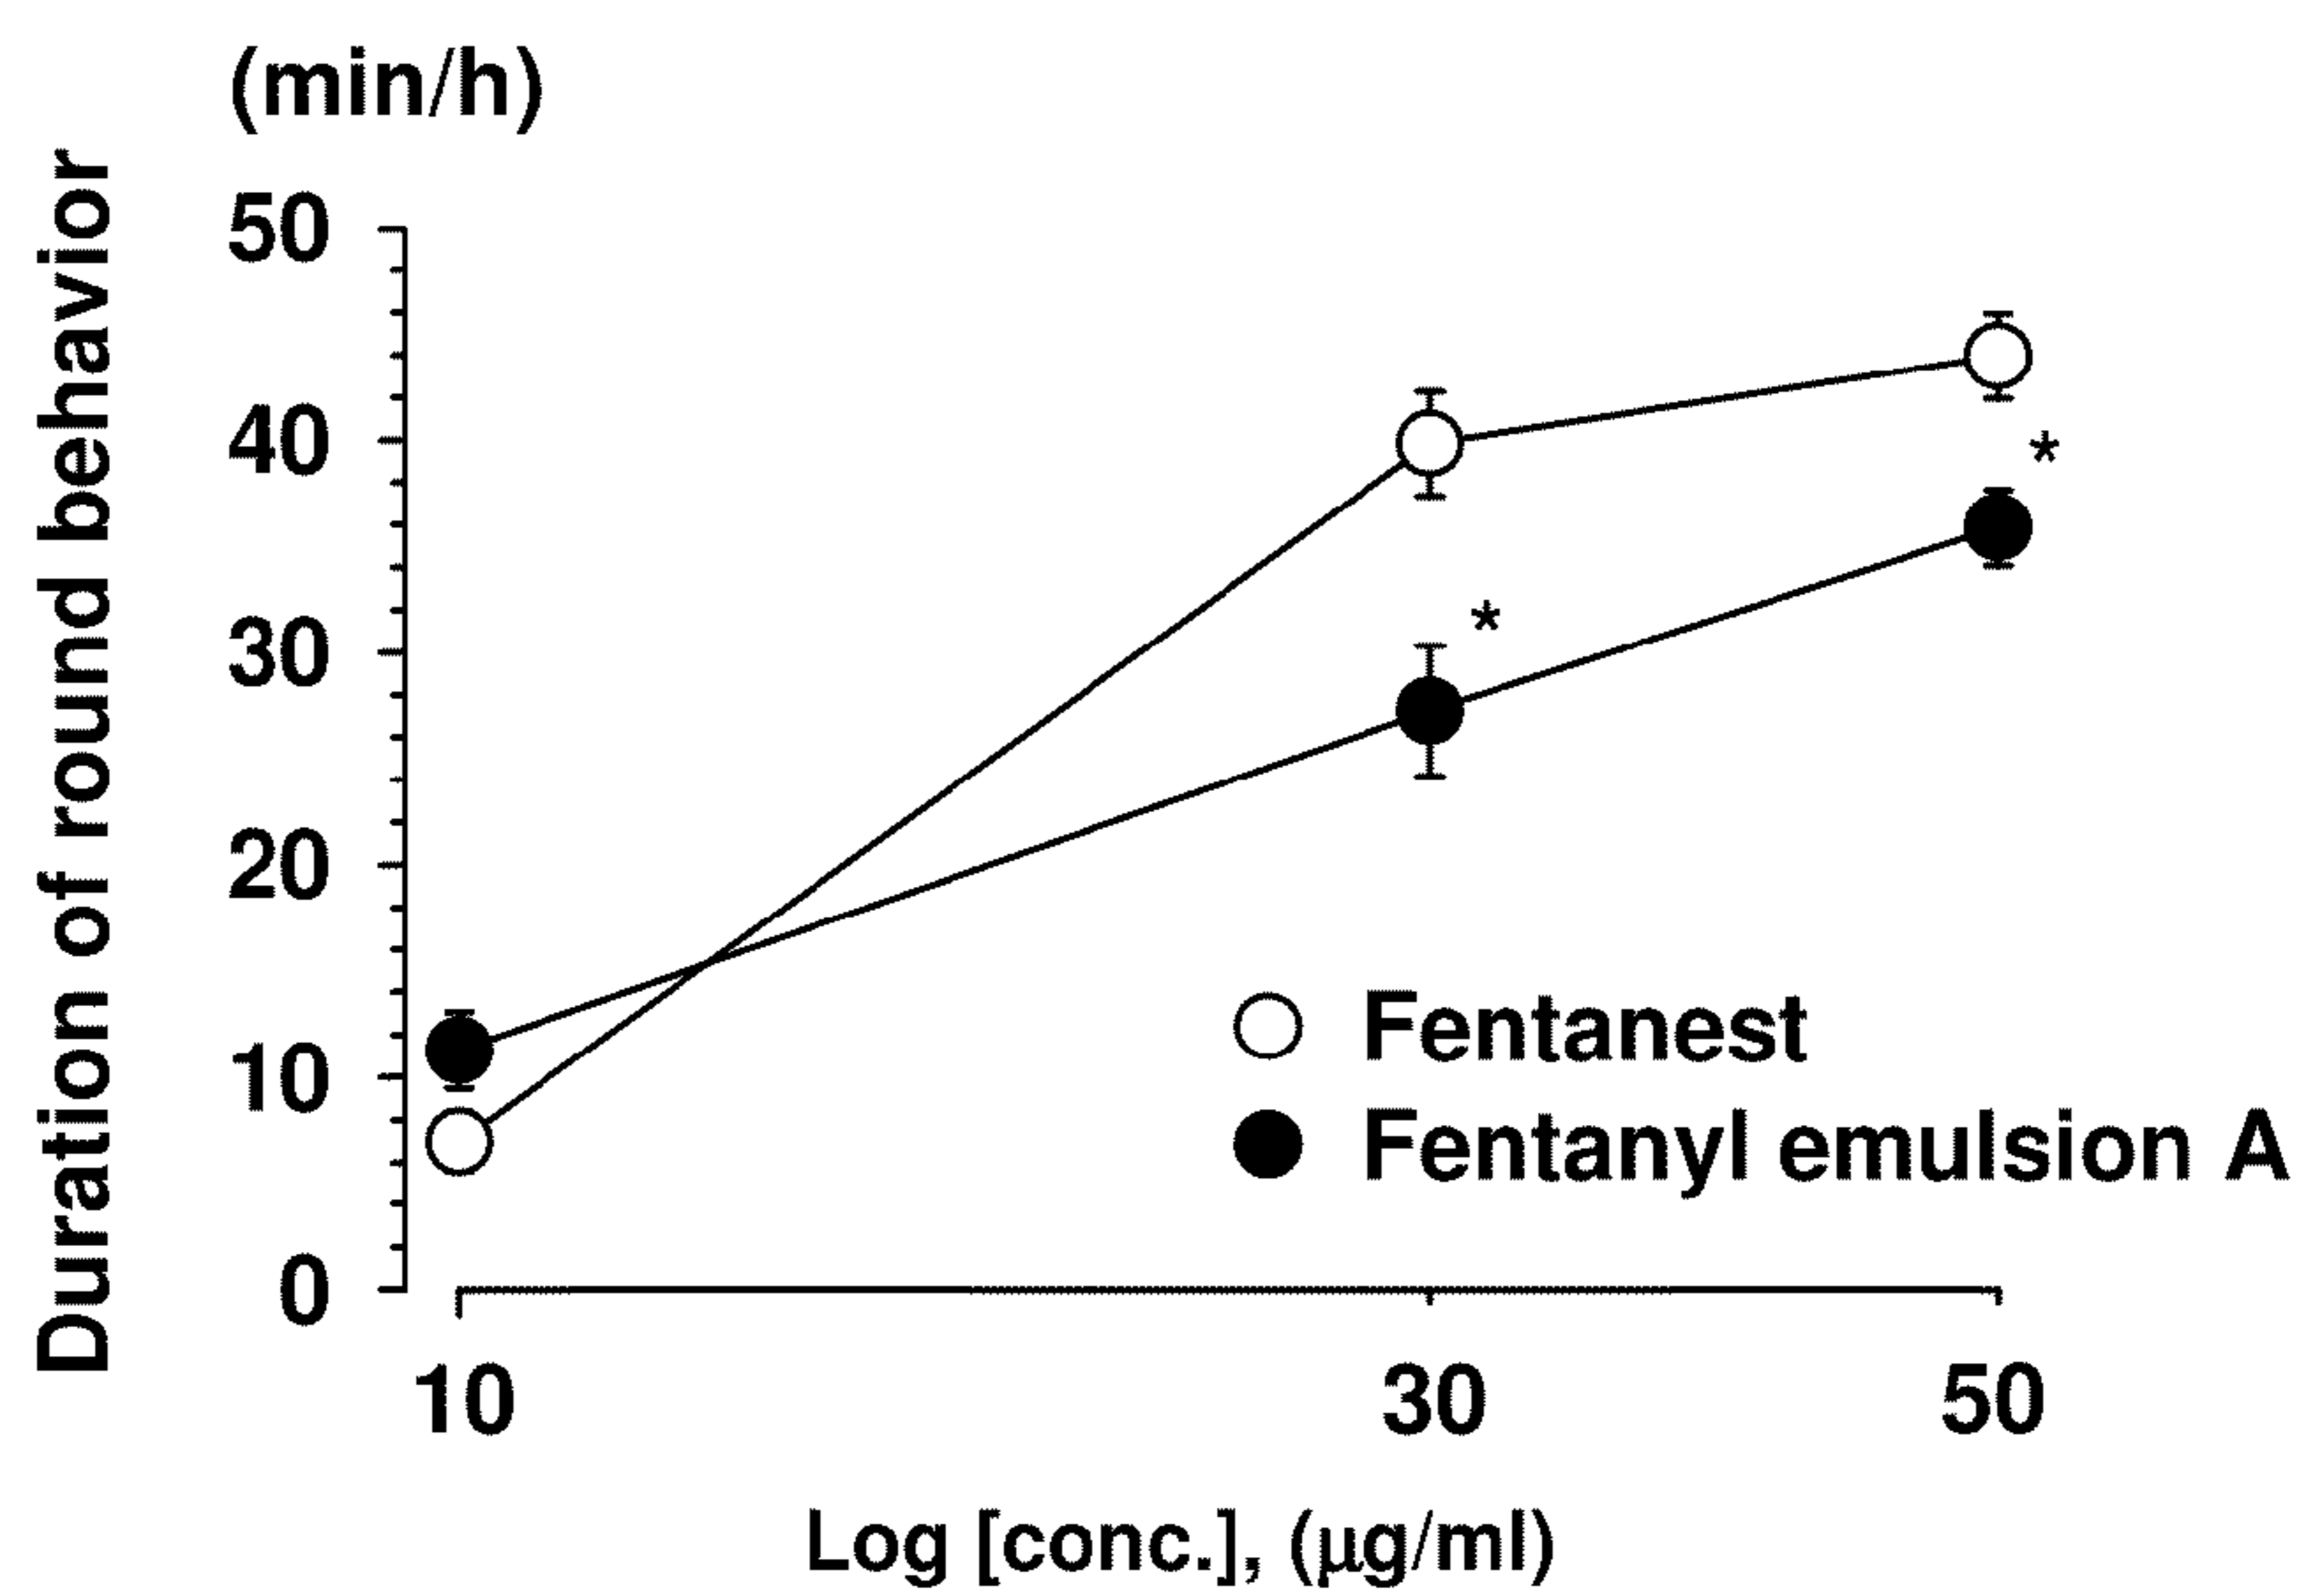 (min/h)
Duration of round behavior
50
40
30
20
10
0
*
*
Fentanest
Fentanyl emulsion A
10 30 50
Log [conc.], (μg/ml)